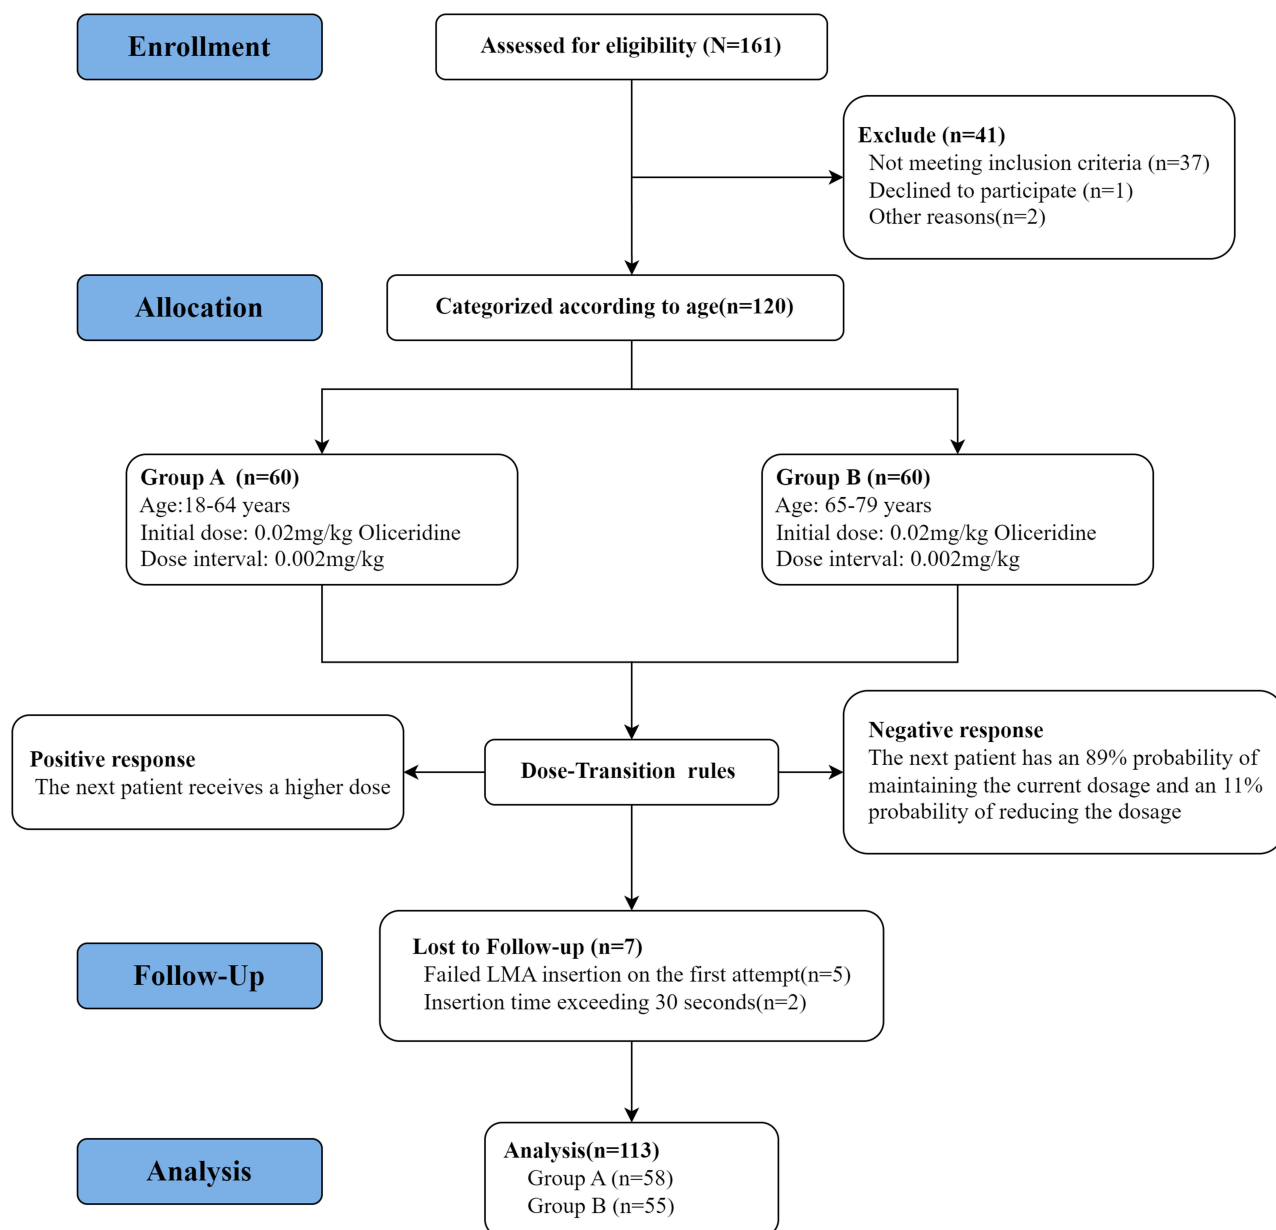 Enrollment
Assessed for eligibility (N=161)
Exclude (n=41)
Not meeting inclusion criteria (n=37)
Declined to participate (n=1)
Other reasons(n=2)
Allocation
Categorized according to age(n=120)
Group A (n=60)
Age:18-64 years
Initial dose: 0.02mg/kg Oliceridine
Dose interval: 0.002mg/kg
Group B (n=60)
Age: 65-79 years
Initial dose: 0.02mg/kg Oliceridine
Dose interval: 0.002mg/kg
Positive response
The next patient receives a higher dose
Dose-Transition rules
Negative response
The next patient has an 89% probability of
maintaining the current dosage and an 11%
probability of reducing the dosage
Follow-Up
Lost to Follow-up (n=7)
Failed LMA insertion on the first attempt(n=5)
Insertion time exceeding 30 seconds(n=2)
Analysis
Analysis(n=113)
Group A (n=58)
Group B (n=55)